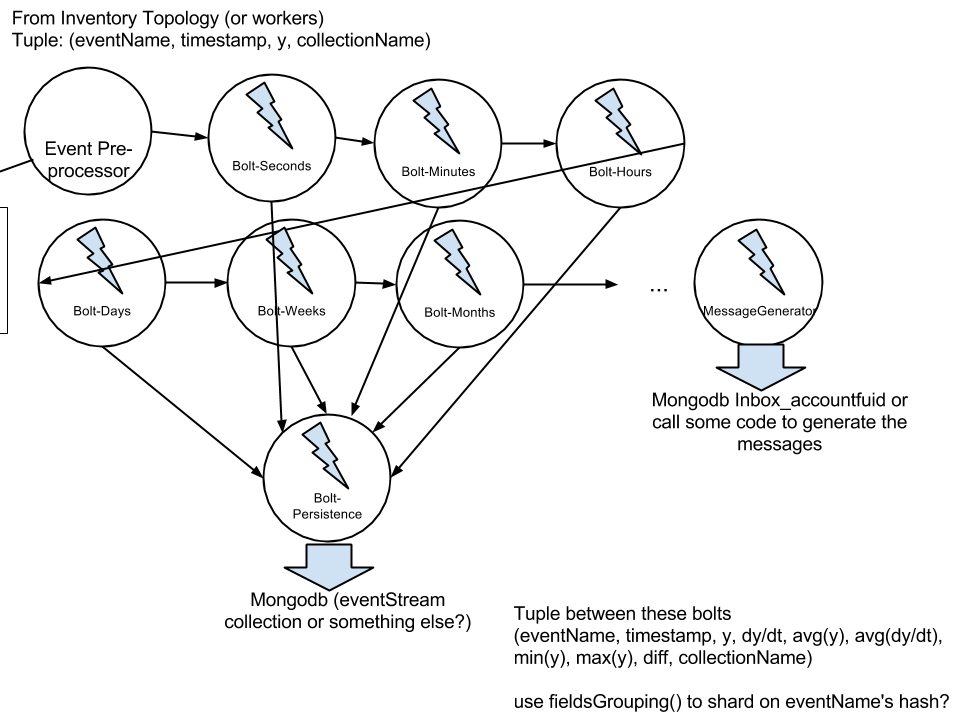 From Inventory Topology (or workers)
Tuple: (eventName, timestamp, y, collectionName)
Event Pre-
processor
Bolt-Seconds
Bolt-Minutes
Bolt-Hours
Bolt-Days
Bolt-Weeks
Bolt-Months
...
MessageGenerator
Mongodb Inbox_accountfuid or
call some code to generate the
messages
Bolt-
Persistence
Mongodb (eventStream
collection or something else?)
Tuple between these bolts
(eventName, timestamp, y, dy/dt, avg(y), avg(dy/dt),
min(y), max(y), diff, collectionName)
use fieldsGrouping() to shard on eventName's hash?